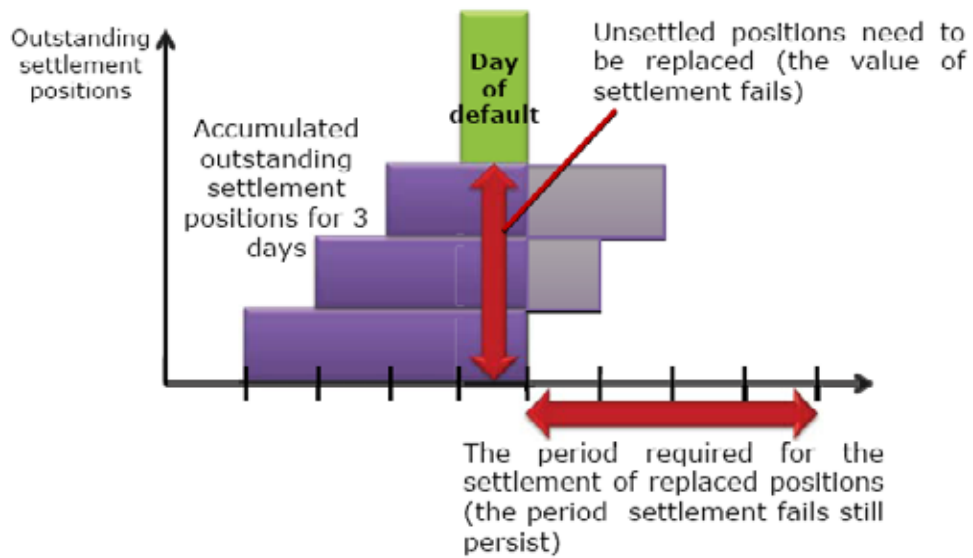 Outstanding
settlement
positions
Accumulated
outstanding
settlement
positions for 3
days
Day
of
default
Unsettled positions need to
be replaced (the value of
settlement fails)
The period required for the
settlement of replaced positions
(the period settlement fails still
persist)